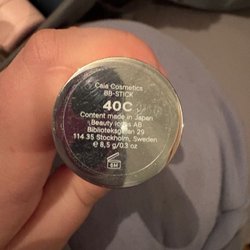 Caia Cosmetics
BB-STICK
40C
Content made in Japan
Beauty Icons AB
Biblioteksgatan 29
114 35 Stockholm, Sweden
e 8,5 g/0.3 oz
6M